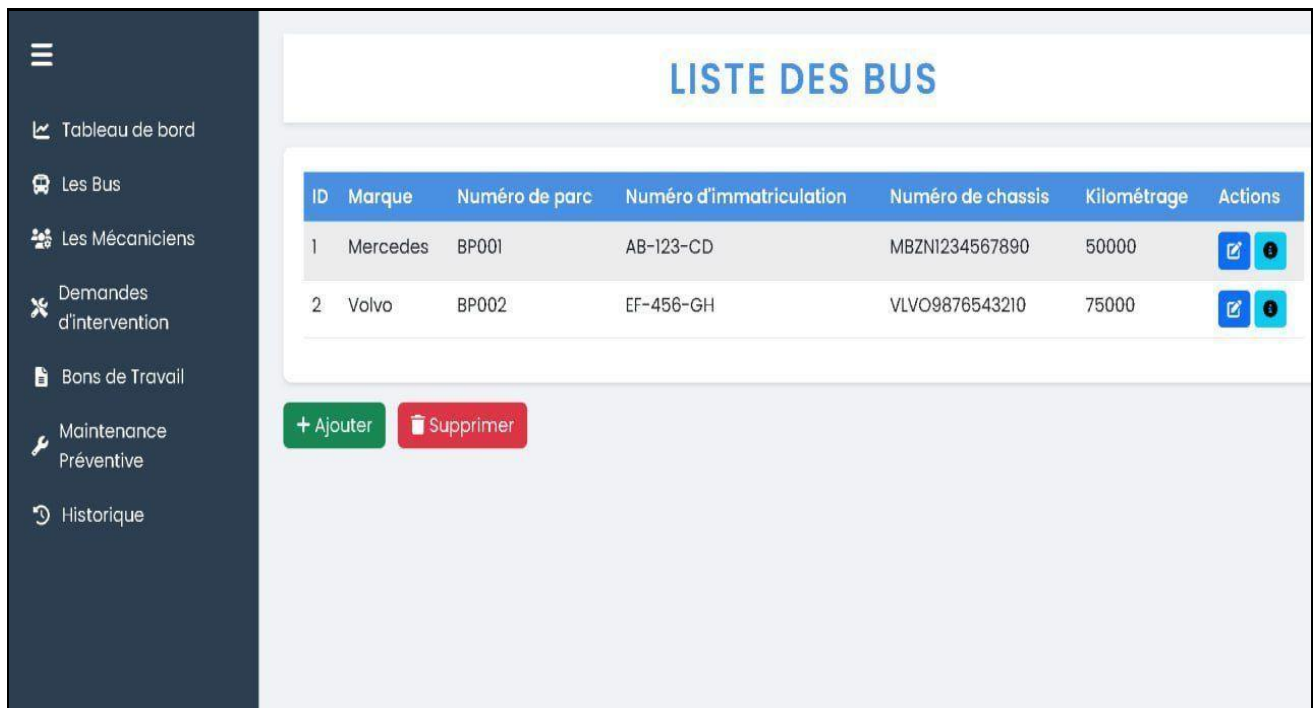 LISTE DES BUS
Tableau de bord
Les Bus
Les Mécaniciens
Demandes
d'intervention
Bons de Travail
Maintenance
Préventive
Historique
ID Marque Numéro de parc Numéro d'immatriculation Numéro de chassis Kilométrage Actions
1 Mercedes BP001 AB-123-CD MBZN1234567890 50000
2 Volvo BP002 EF-456-GH VLVO9876543210 75000
+ Ajouter Supprimer